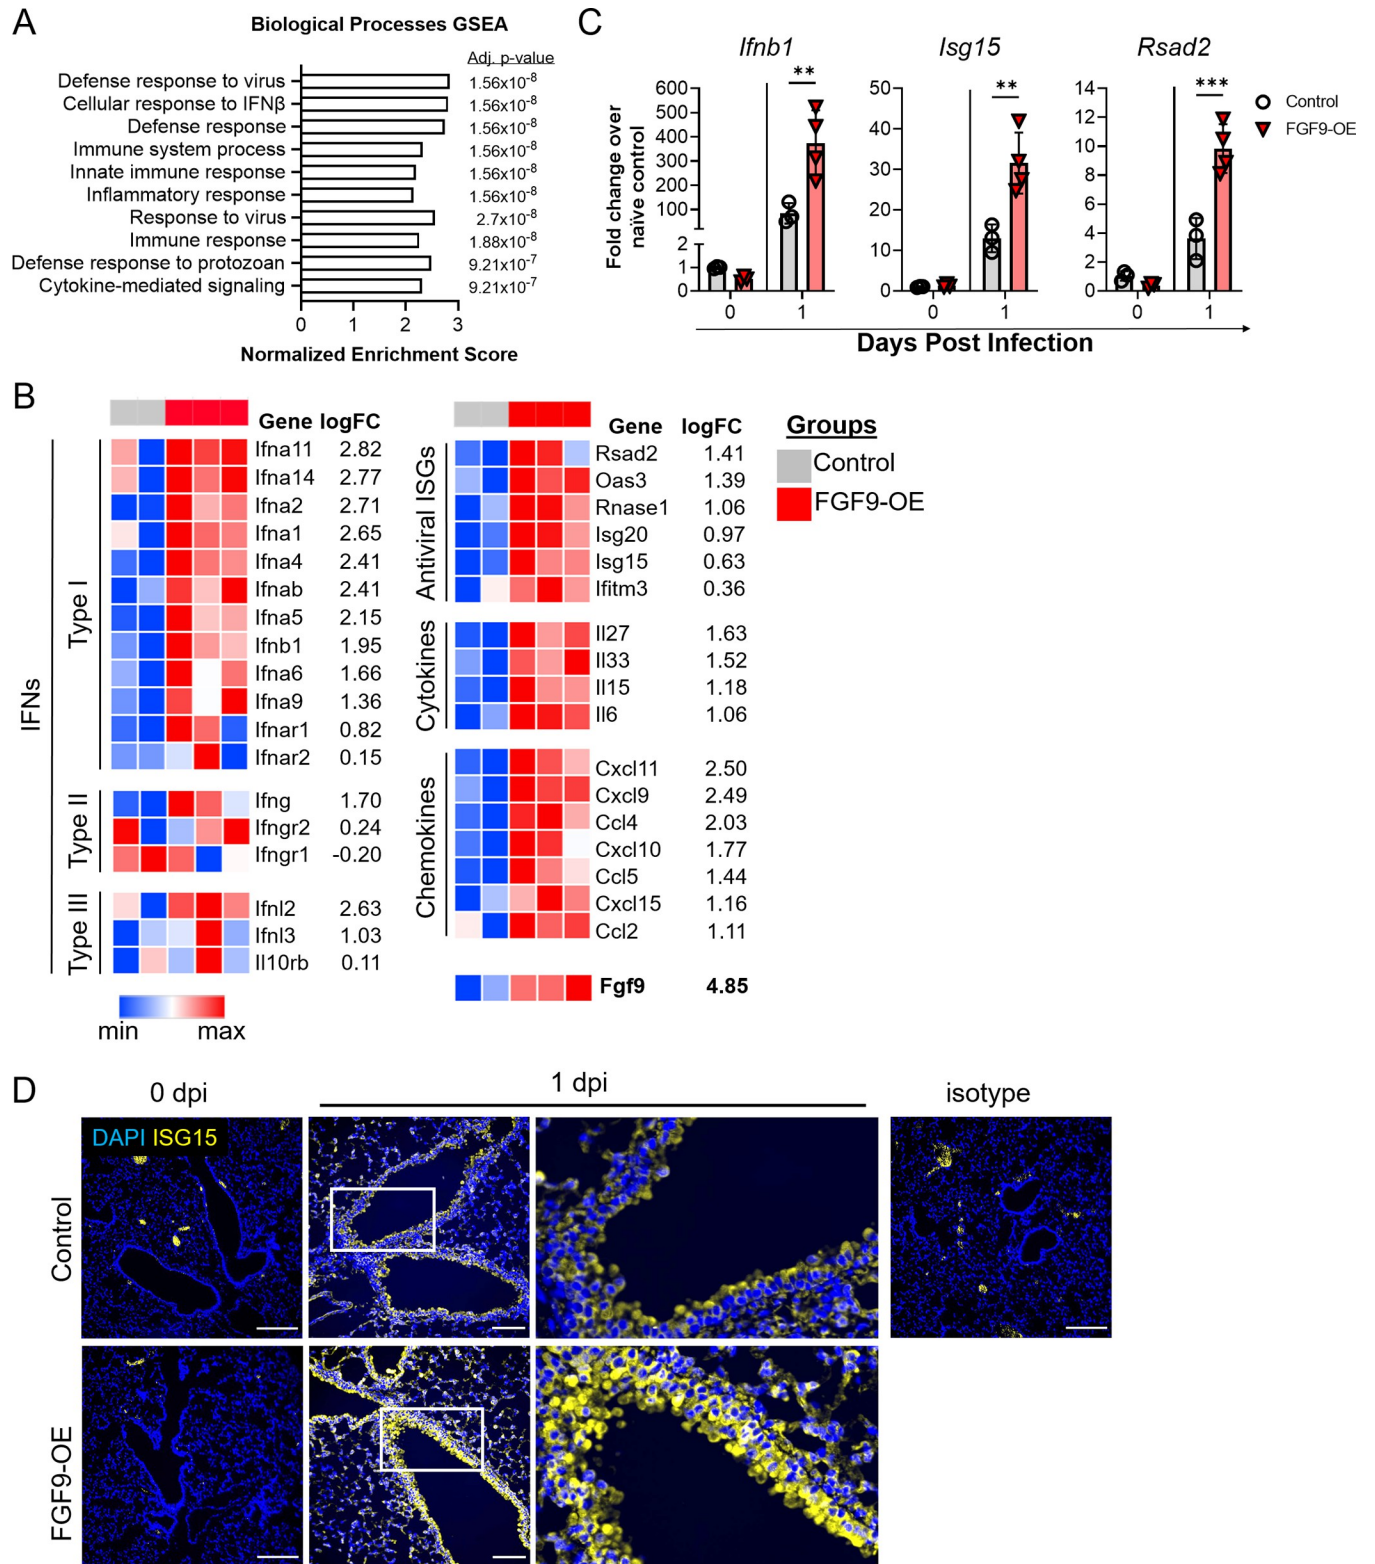 A
Biological Processes GSEA
Adj. p-value
Defense response to virus 1.56x10⁻⁸
Cellular response to IFNβ 1.56x10⁻⁸
Defense response 1.56x10⁻⁸
Immune system process 1.56x10⁻⁸
Innate immune response 1.56x10⁻⁸
Inflammatory response 1.56x10⁻⁸
Response to virus 2.7x10⁻⁸
Immune response 1.88x10⁻⁸
Defense response to protozoan 9.21x10⁻⁷
Cytokine-mediated signaling 9.21x10⁻⁷
0 1 2 3
Normalized Enrichment Score
C
Ifnb1 Isg15 Rsad2
Fold change over
naïve control
600
500
400
300
200
100
2
1
0
**
0 1
50
40
30
20
10
0
**
0 1
14
12
10
8
6
4
2
0
***
0 1
Control
FGF9-OE
Days Post Infection
B
IFNs
Gene logFC
Type I
Ifna11 2.82
Ifna14 2.77
Ifna2 2.71
Ifna1 2.65
Ifna4 2.41
Ifnab 2.41
Ifna5 2.15
Ifnb1 1.95
Ifna6 1.66
Ifna9 1.36
Ifnar1 0.82
Ifnar2 0.15
Type II
Ifng 1.70
Ifngr2 0.24
Ifngr1 -0.20
Type III
Ifnl2 2.63
Ifnl3 1.03
Il10rb 0.11
min max
Gene logFC
Antiviral ISGs
Rsad2 1.41
Oas3 1.39
Rnase1 1.06
Isg20 0.97
Isg15 0.63
Ifitm3 0.36
Cytokines
Il27 1.63
Il33 1.52
Il15 1.18
Il6 1.06
Chemokines
Cxcl11 2.50
Cxcl9 2.49
Ccl4 2.03
Cxcl10 1.77
Ccl5 1.44
Cxcl15 1.16
Ccl2 1.11
Fgf9 4.85
Groups
Control
FGF9-OE
D
0 dpi 1 dpi isotype
DAPI ISG15
Control
FGF9-OE